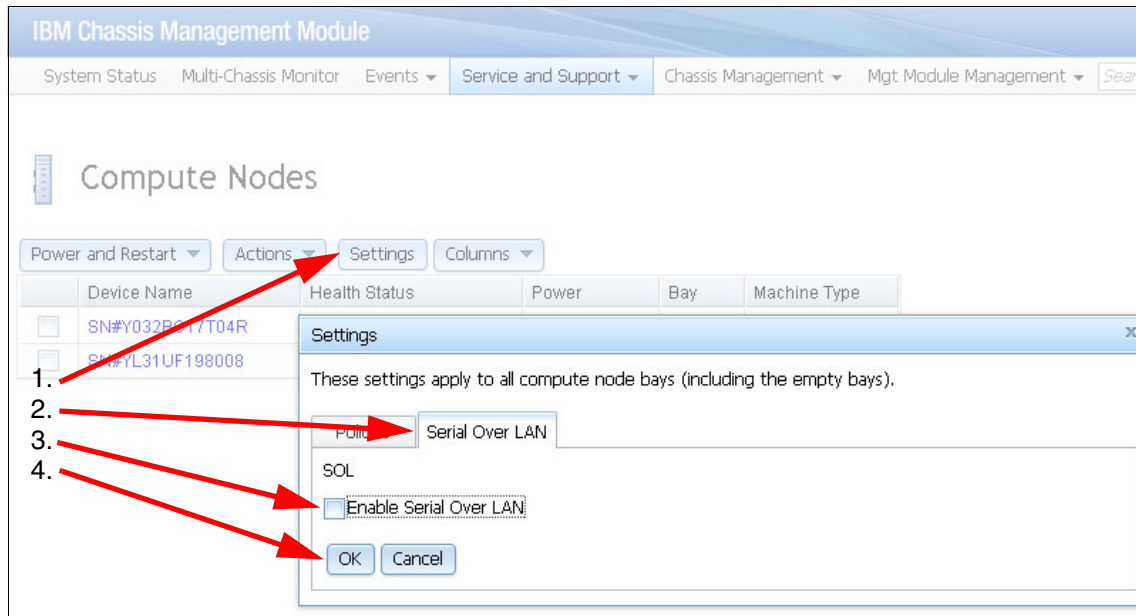 IBM Chassis Management Module
System Status Multi-Chassis Monitor Events Service and Support Chassis Management Mgt Module Management
Compute Nodes
Power and Restart Actions Settings Columns
Device Name Health Status Power Bay Machine Type
SN#Y032BG17T04R
SN#YL31UF198008
Settings x
These settings apply to all compute node bays (including the empty bays).
Serial Over LAN
SOL
Enable Serial Over LAN
OK Cancel
1.
2.
3.
4.